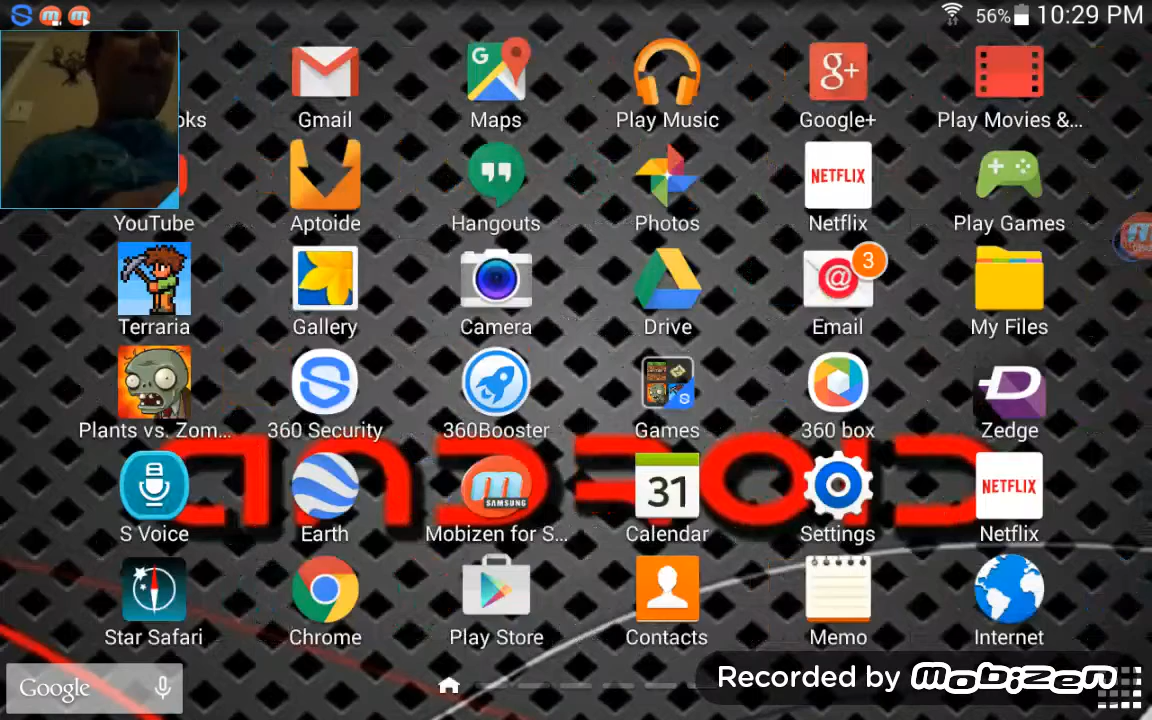 56% 10:29 PM
ks Gmail Maps Play Music Google+ Play Movies &...
YouTube Aptoide Hangouts Photos Netflix Play Games
NETFLIX
3
Terraria Gallery Camera Drive Email My Files
Plants vs. Zom... 360 Security 360Booster Games 360 box Zedge
ANDROID
SAMSUNG
31
NETFLIX
S Voice Earth Mobizen for S... Calendar Settings Netflix
Star Safari Chrome Play Store Contacts Memo Internet
Google
Recorded by Mobizen